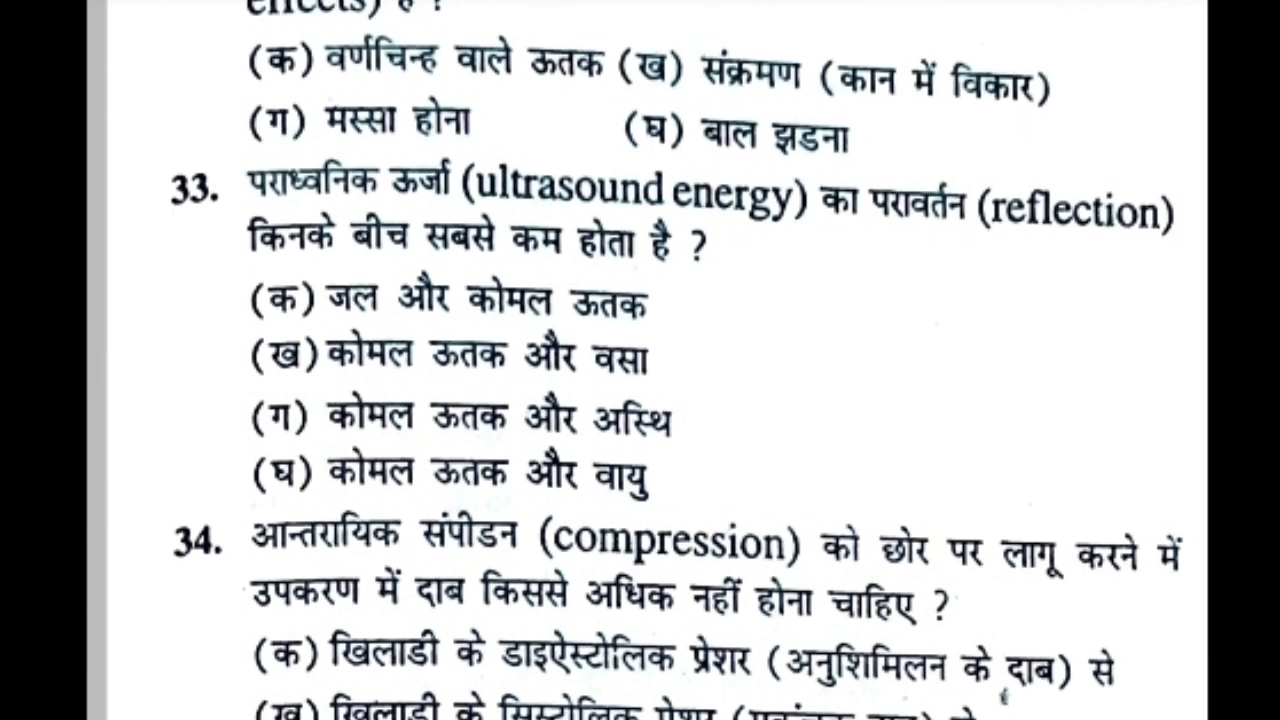 effects) है ?
(क) वर्णचिन्ह वाले ऊतक (ख) संक्रमण (कान में विकार)
(ग) मस्सा होना (घ) बाल झडना
33. पराध्वनिक ऊर्जा (ultrasound energy) का परावर्तन (reflection)
किनके बीच सबसे कम होता है ?
(क) जल और कोमल ऊतक
(ख) कोमल ऊतक और वसा
(ग) कोमल ऊतक और अस्थि
(घ) कोमल ऊतक और वायु
34. आन्तरायिक संपीडन (compression) को छोर पर लागू करने में
उपकरण में दाब किससे अधिक नहीं होना चाहिए ?
(क) खिलाडी के डाइऐस्टोलिक प्रेशर (अनुशिमिलन के दाब) से
(ख) खिलाडी के सिस्टोलिक प्रेशर